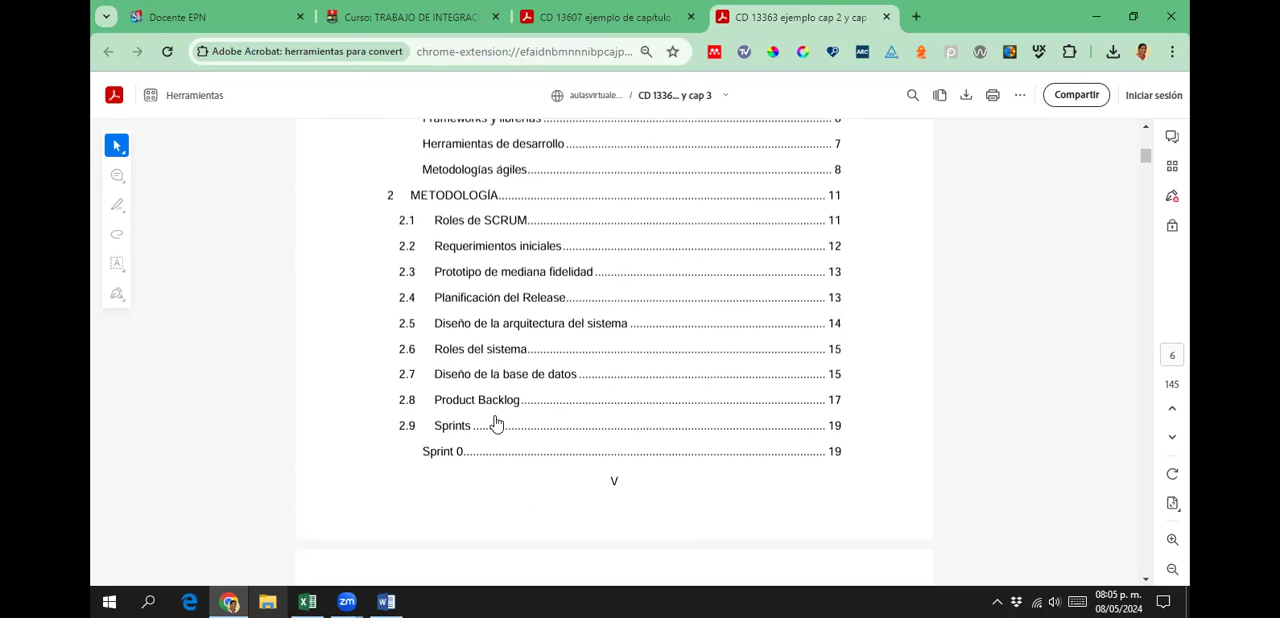 Docente EPN
Curso: TRABAJO DE INTEGRAC
CD 13607 ejemplo de capítulo
CD 13363 ejemplo cap 2 y cap
Adobe Acrobat: herramientas para convert
chrome-extension://efaidnbmnnnibpcajp...
Herramientas
aulasvirtuale... / CD 1336... y cap 3
Compartir
Iniciar sesión
Frameworks y librerías 6
Herramientas de desarrollo 7
Metodologías ágiles 8
2 METODOLOGÍA 11
2.1 Roles de SCRUM 11
2.2 Requerimientos iniciales 12
2.3 Prototipo de mediana fidelidad 13
2.4 Planificación del Release 13
2.5 Diseño de la arquitectura del sistema 14
2.6 Roles del sistema 15
2.7 Diseño de la base de datos 15
2.8 Product Backlog 17
2.9 Sprints 19
Sprint 0 19
V
6
145
08:05 p. m.
08/05/2024